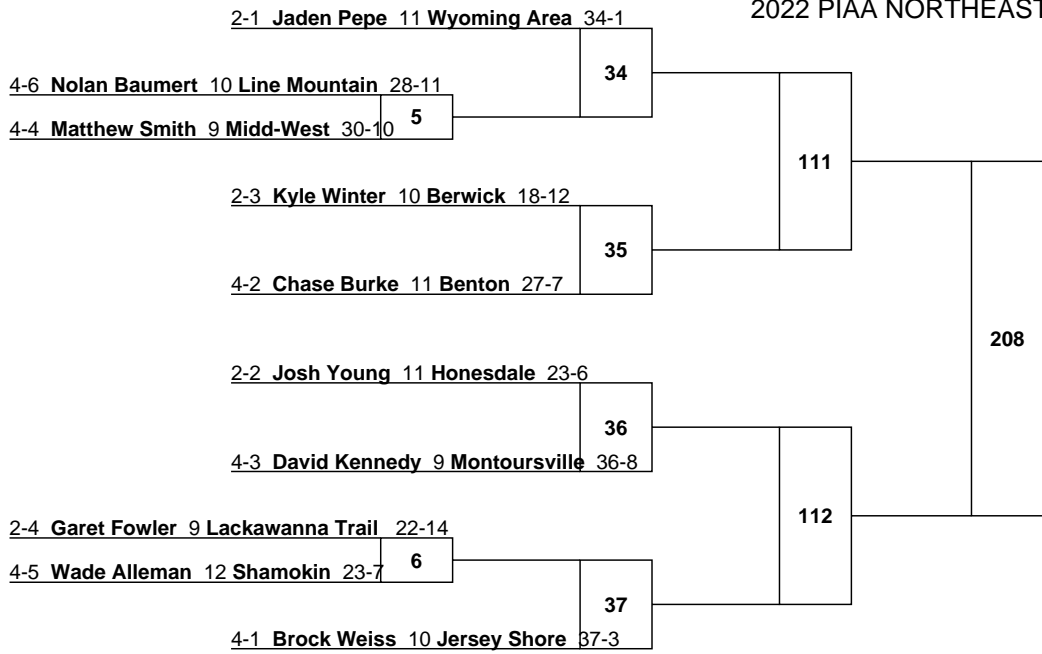 2022 PIAA NORTHEAST
2-1 Jaden Pepe 11 Wyoming Area 34-1
34
4-6 Nolan Baumert 10 Line Mountain 28-11
5
4-4 Matthew Smith 9 Midd-West 30-10
111
2-3 Kyle Winter 10 Berwick 18-12
35
4-2 Chase Burke 11 Benton 27-7
208
2-2 Josh Young 11 Honesdale 23-6
36
4-3 David Kennedy 9 Montoursville 36-8
112
2-4 Garet Fowler 9 Lackawanna Trail 22-14
6
4-5 Wade Alleman 12 Shamokin 23-7
37
4-1 Brock Weiss 10 Jersey Shore 37-3